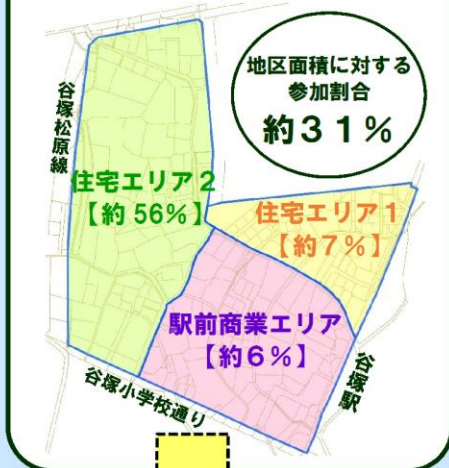 地区面積に対する
参加割合
約31%
谷塚松原線
住宅エリア2
【約56%】
住宅エリア1
【約7%】
駅前商業エリア
【約6%】
谷塚駅
谷塚小学校通り